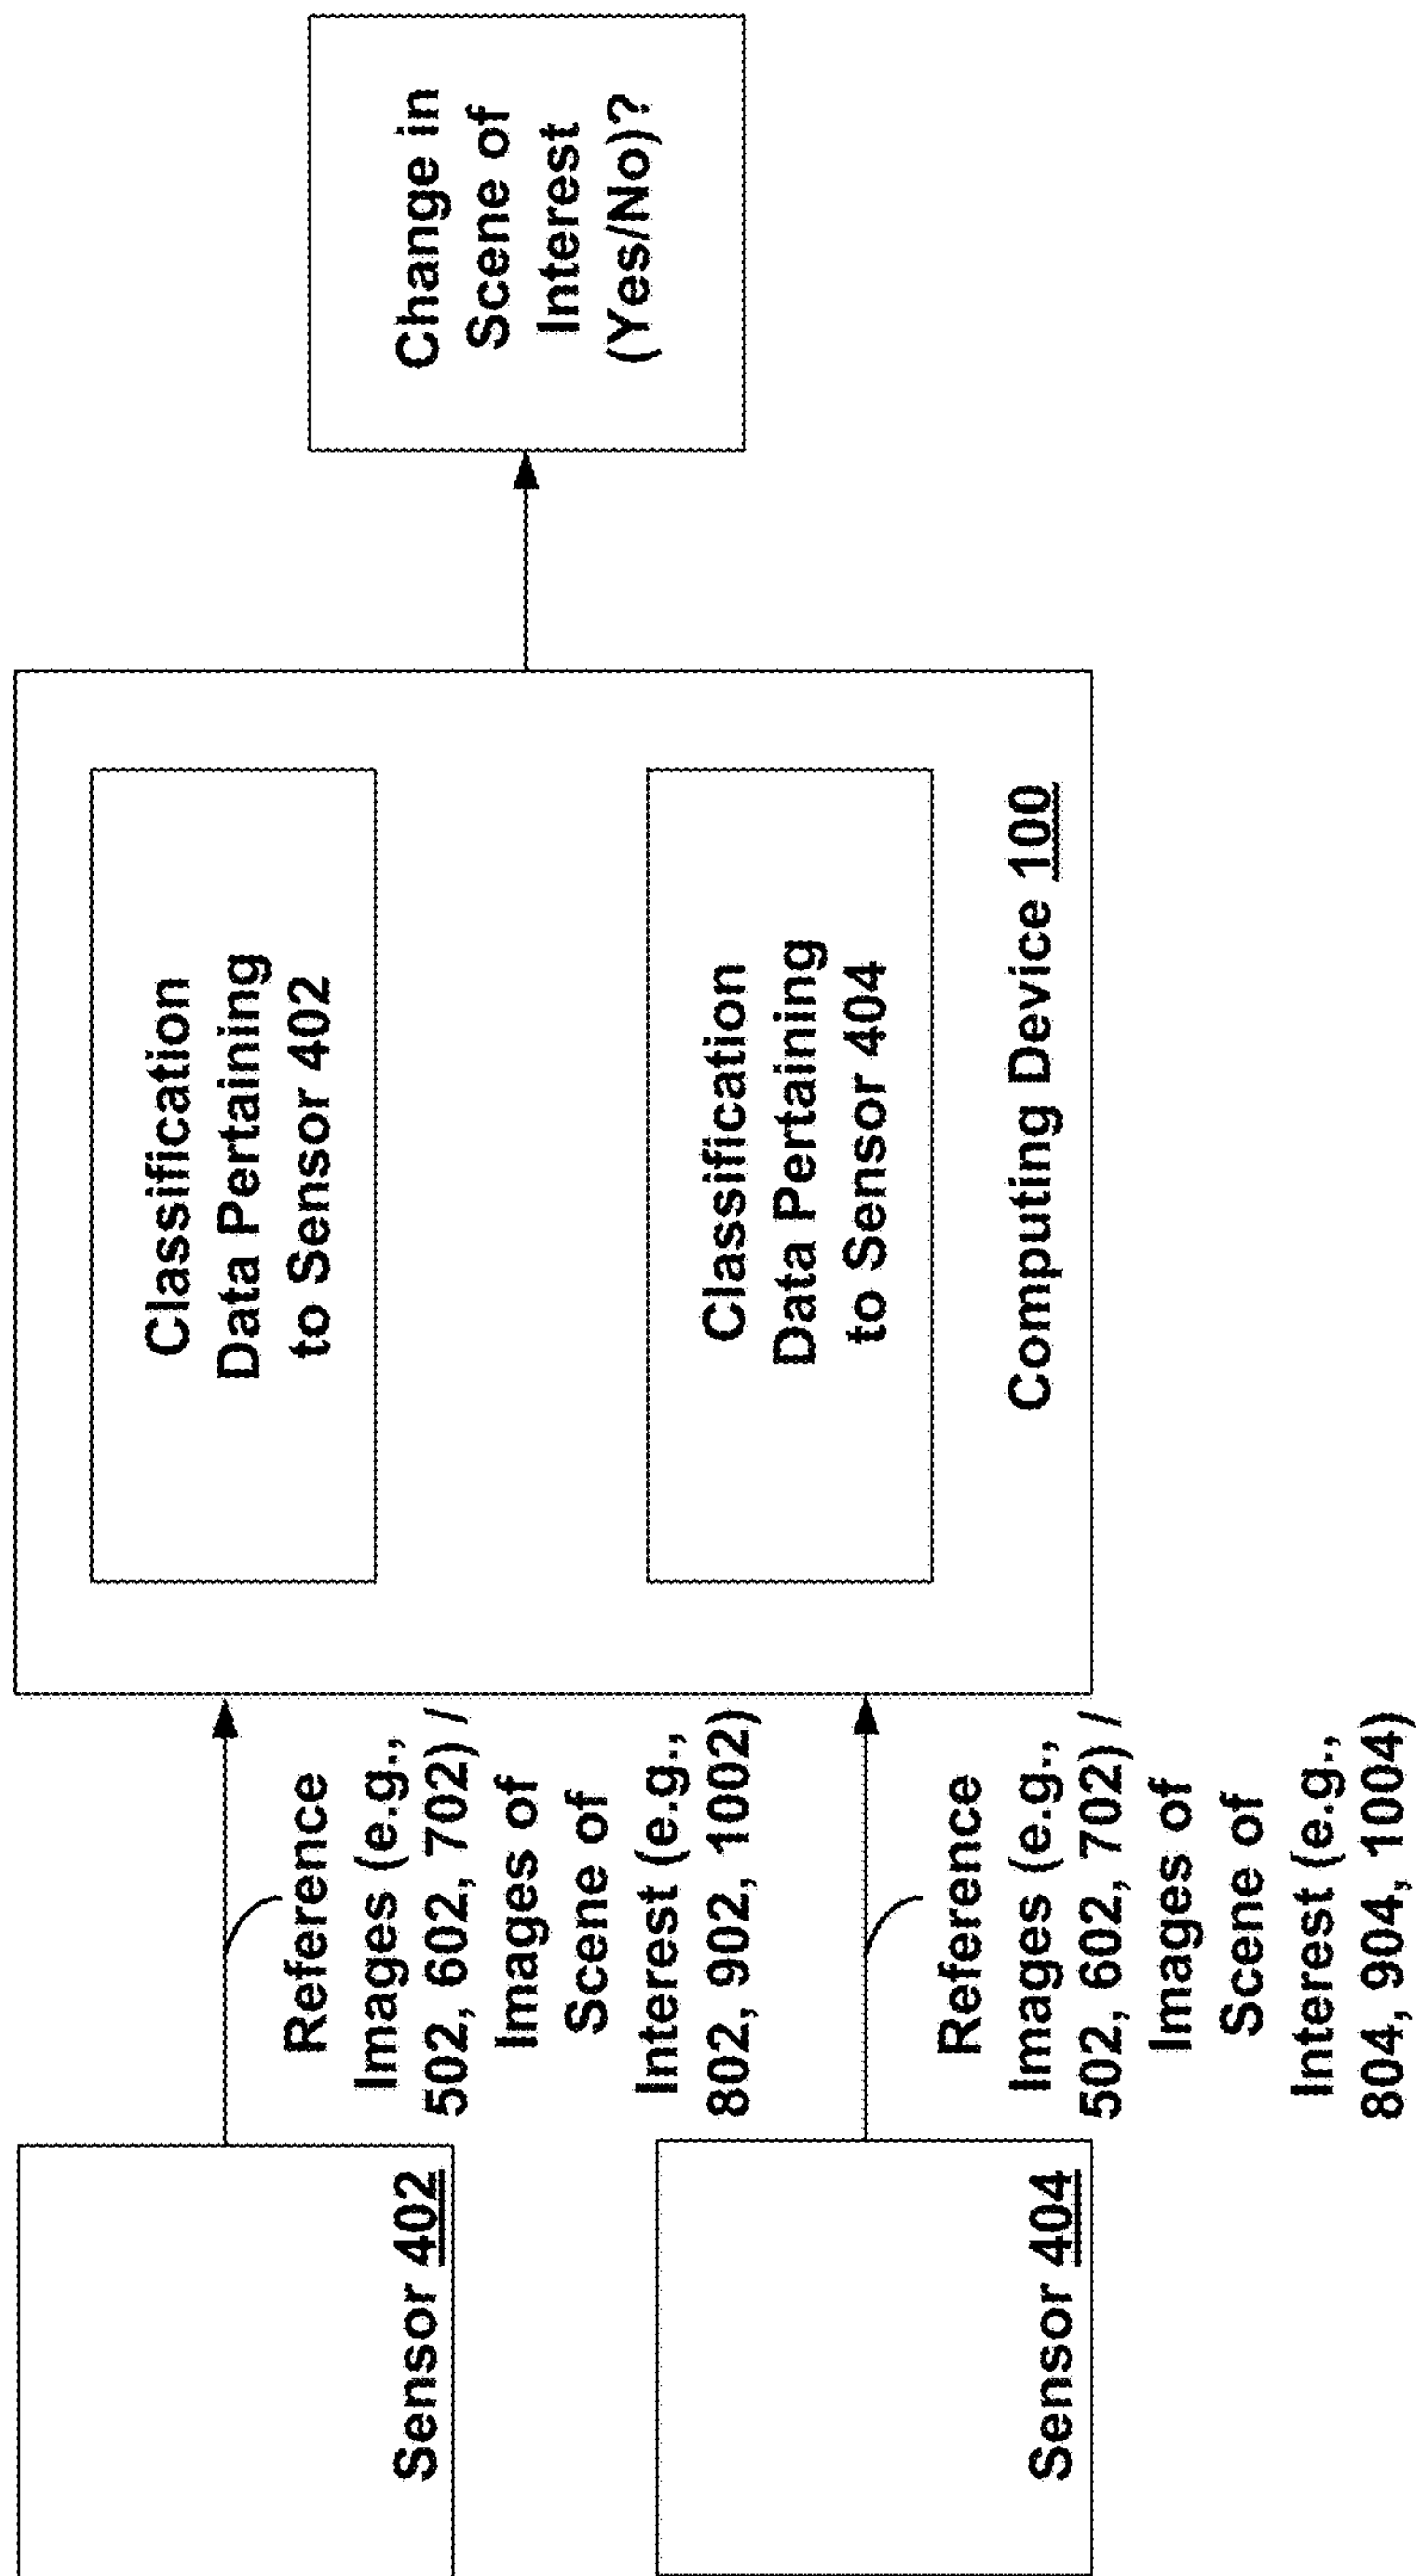 Sensor 402
Sensor 404
Reference
Images (e.g.,
502, 602, 702) /
Images of
Scene of
Interest (e.g.,
802, 902, 1002)
Reference
Images (e.g.,
502, 602, 702) /
Images of
Scene of
Interest (e.g.,
804, 904, 1004)
Classification
Data Pertaining
to Sensor 402
Classification
Data Pertaining
to Sensor 404
Computing Device 100
Change in
Scene of
Interest
(Yes/No)?